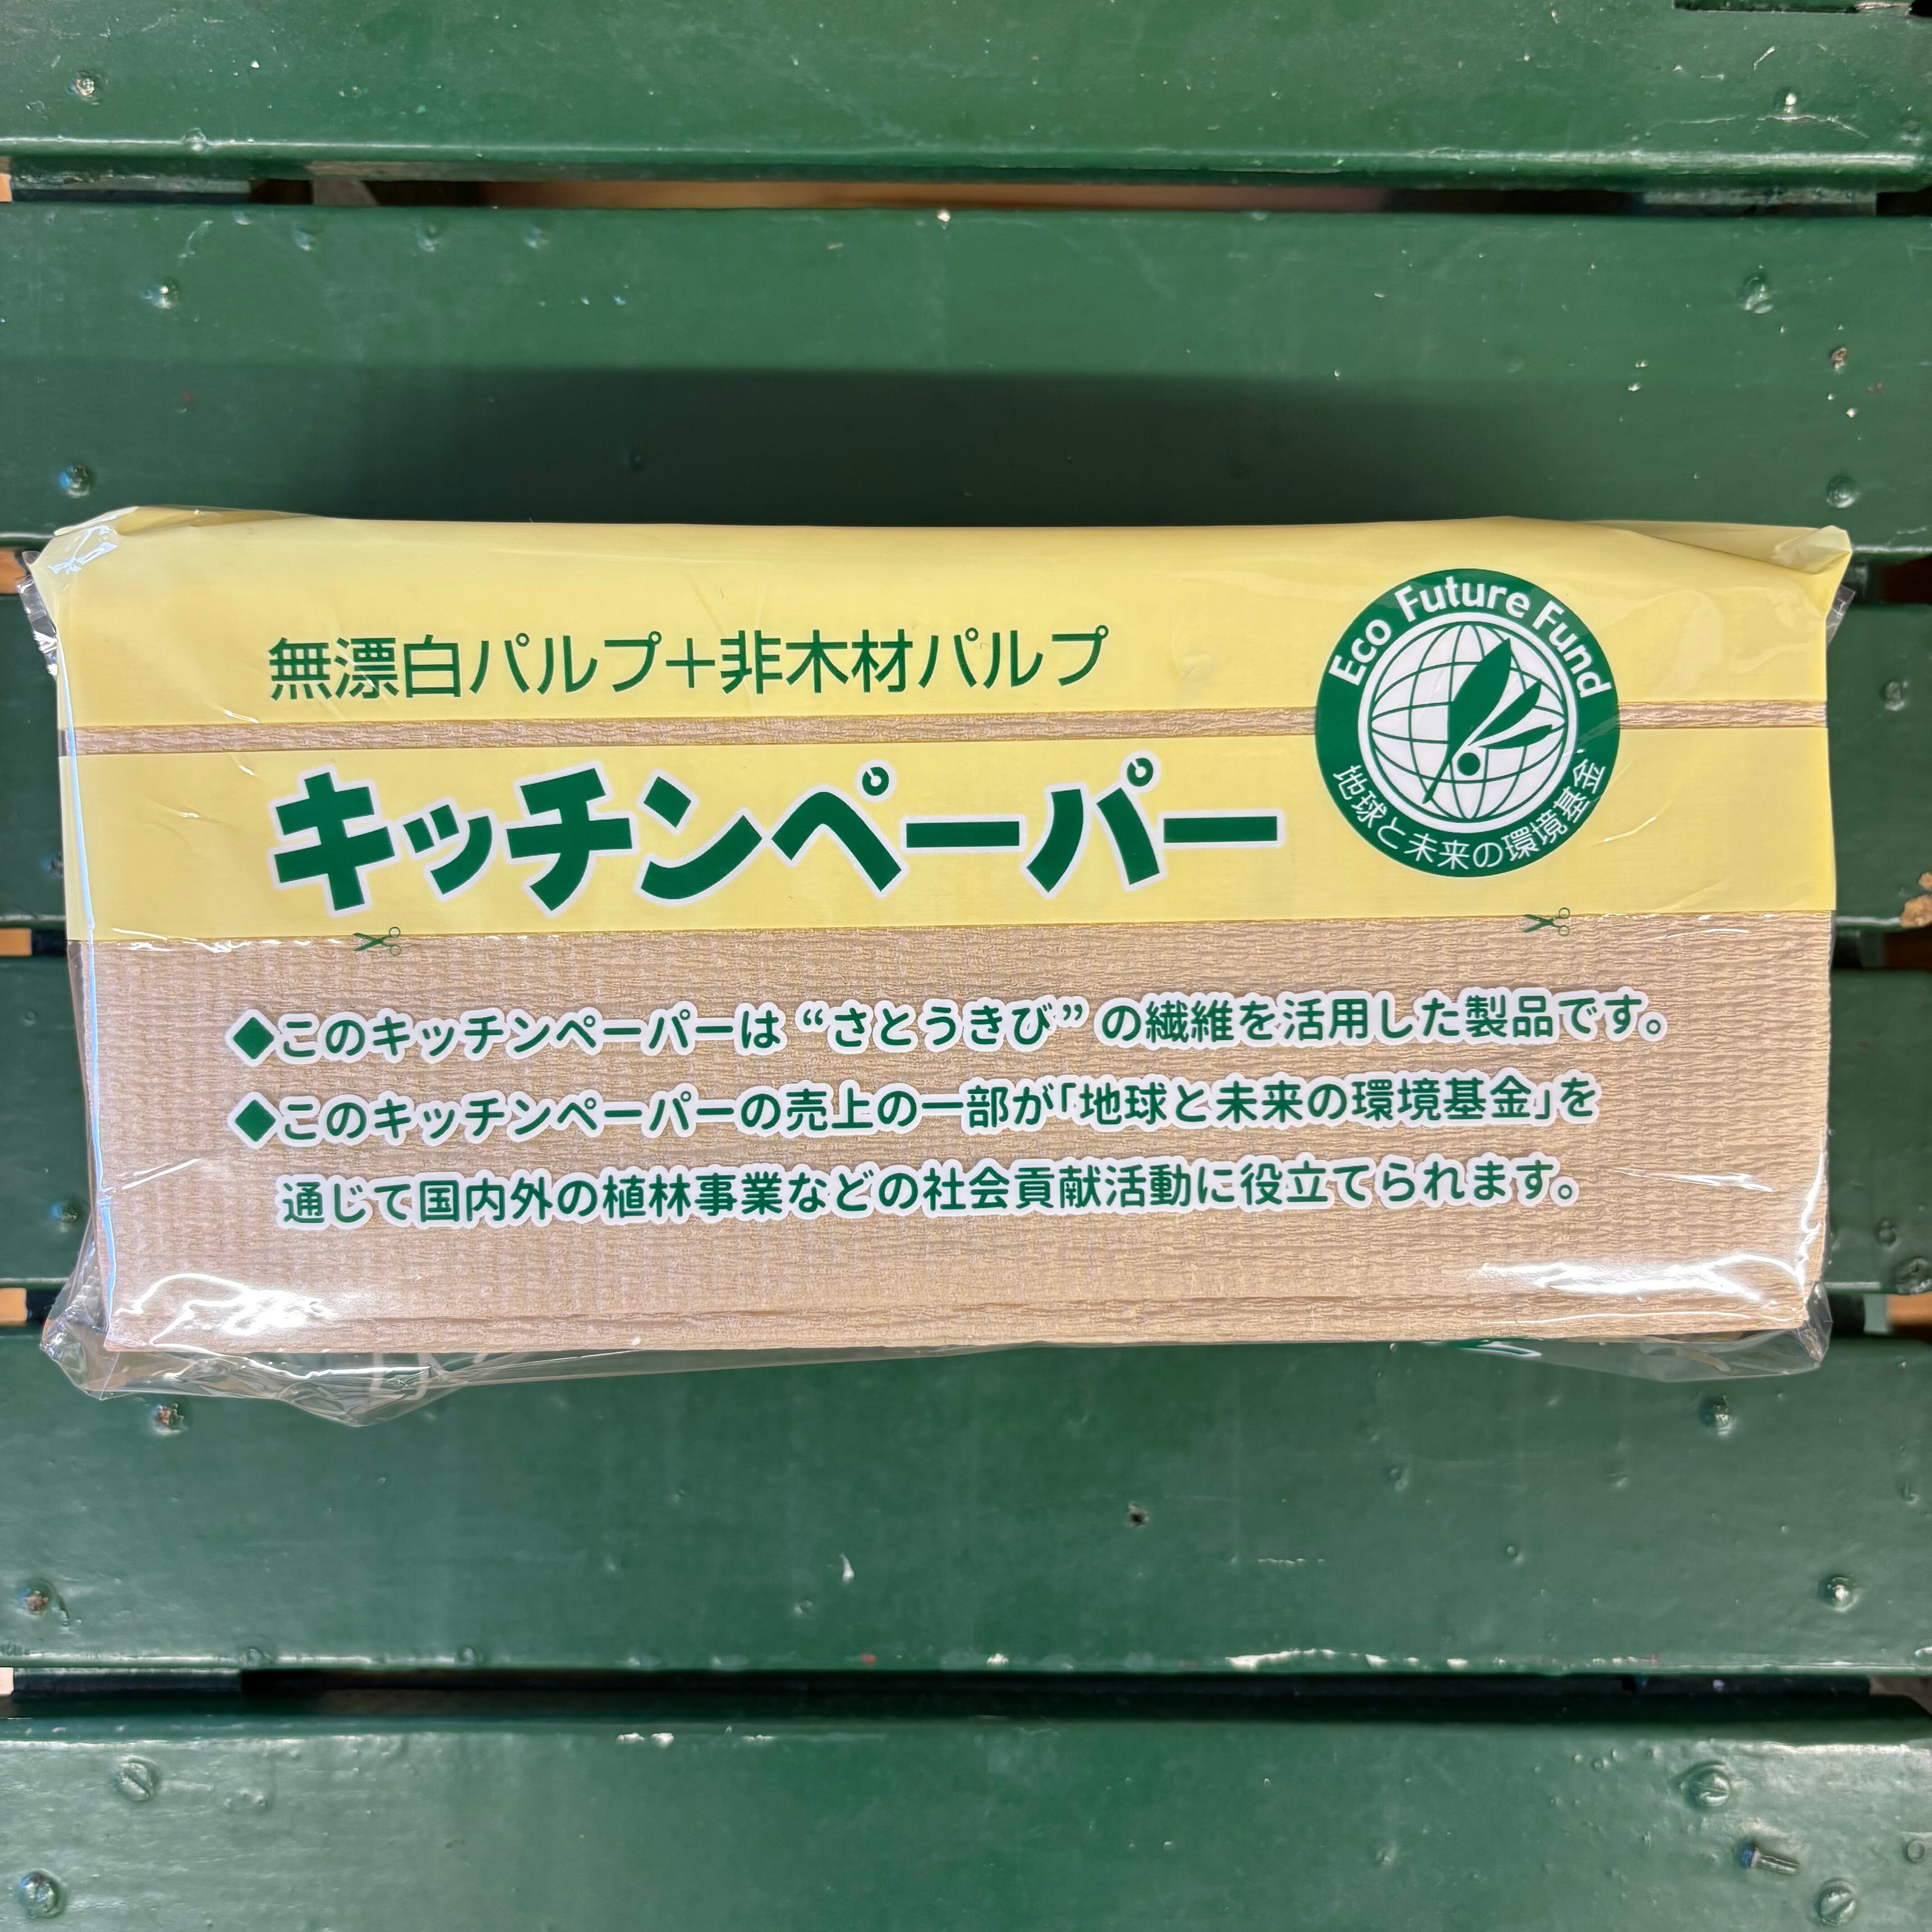 無漂白パルプ+非木材パルプ
Eco Future Fund
地球と未来の環境基金
キッチンペーパー
◆このキッチンペーパーは“さとうきび”の繊維を活用した製品です。
◆このキッチンペーパーの売上の一部が「地球と未来の環境基金」を
通じて国内外の植林事業などの社会貢献活動に役立てられます。